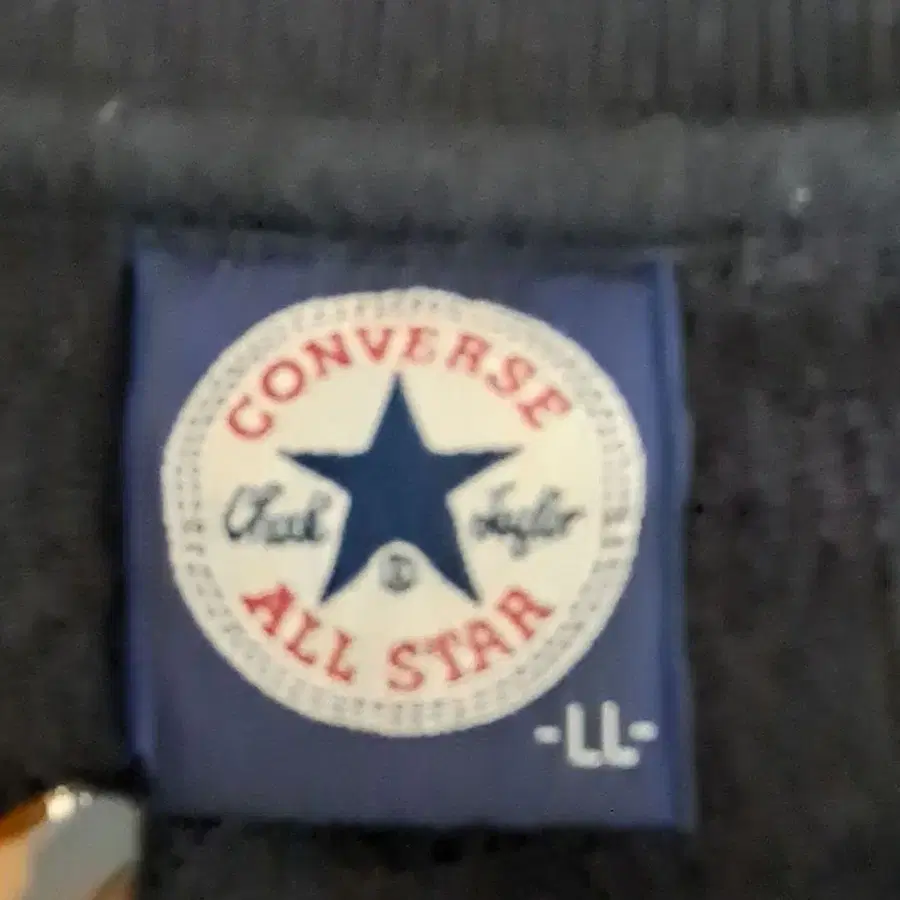 CONVERSE
Chuck Taylor
ALL STAR
-LL-